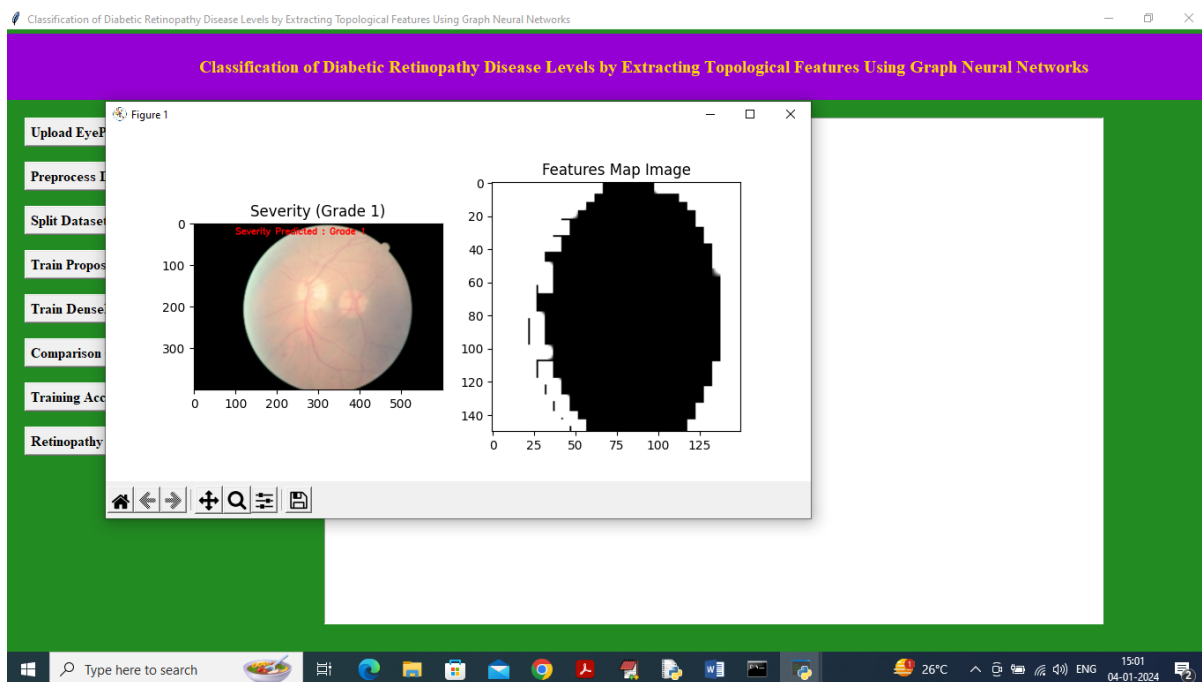 Classification of Diabetic Retinopathy Disease Levels by Extracting Topological Features Using Graph Neural Networks
Classification of Diabetic Retinopathy Disease Levels by Extracting Topological Features Using Graph Neural Networks
Figure 1
Upload EyeP
Preprocess D
Split Dataset
Train Propos
Train Dense
Comparison
Training Acc
Retinopathy
Severity (Grade 1)
Severity Predicted : Grade 1
0
100
200
300
0 100 200 300 400 500
Features Map Image
0
20
40
60
80
100
120
140
0 25 50 75 100 125
Type here to search
26°C
ENG
15:01
04-01-2024
2